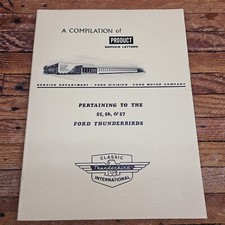 A COMPILATION of
PRODUCT
SERVICE LETTERS
SERVICE DEPARTMENT · FORD DIVISION · FORD MOTOR COMPANY
PERTAINING TO THE
55, 56, & 57
FORD THUNDERBIRDS
CLASSIC
Thunderbird
INTERNATIONAL